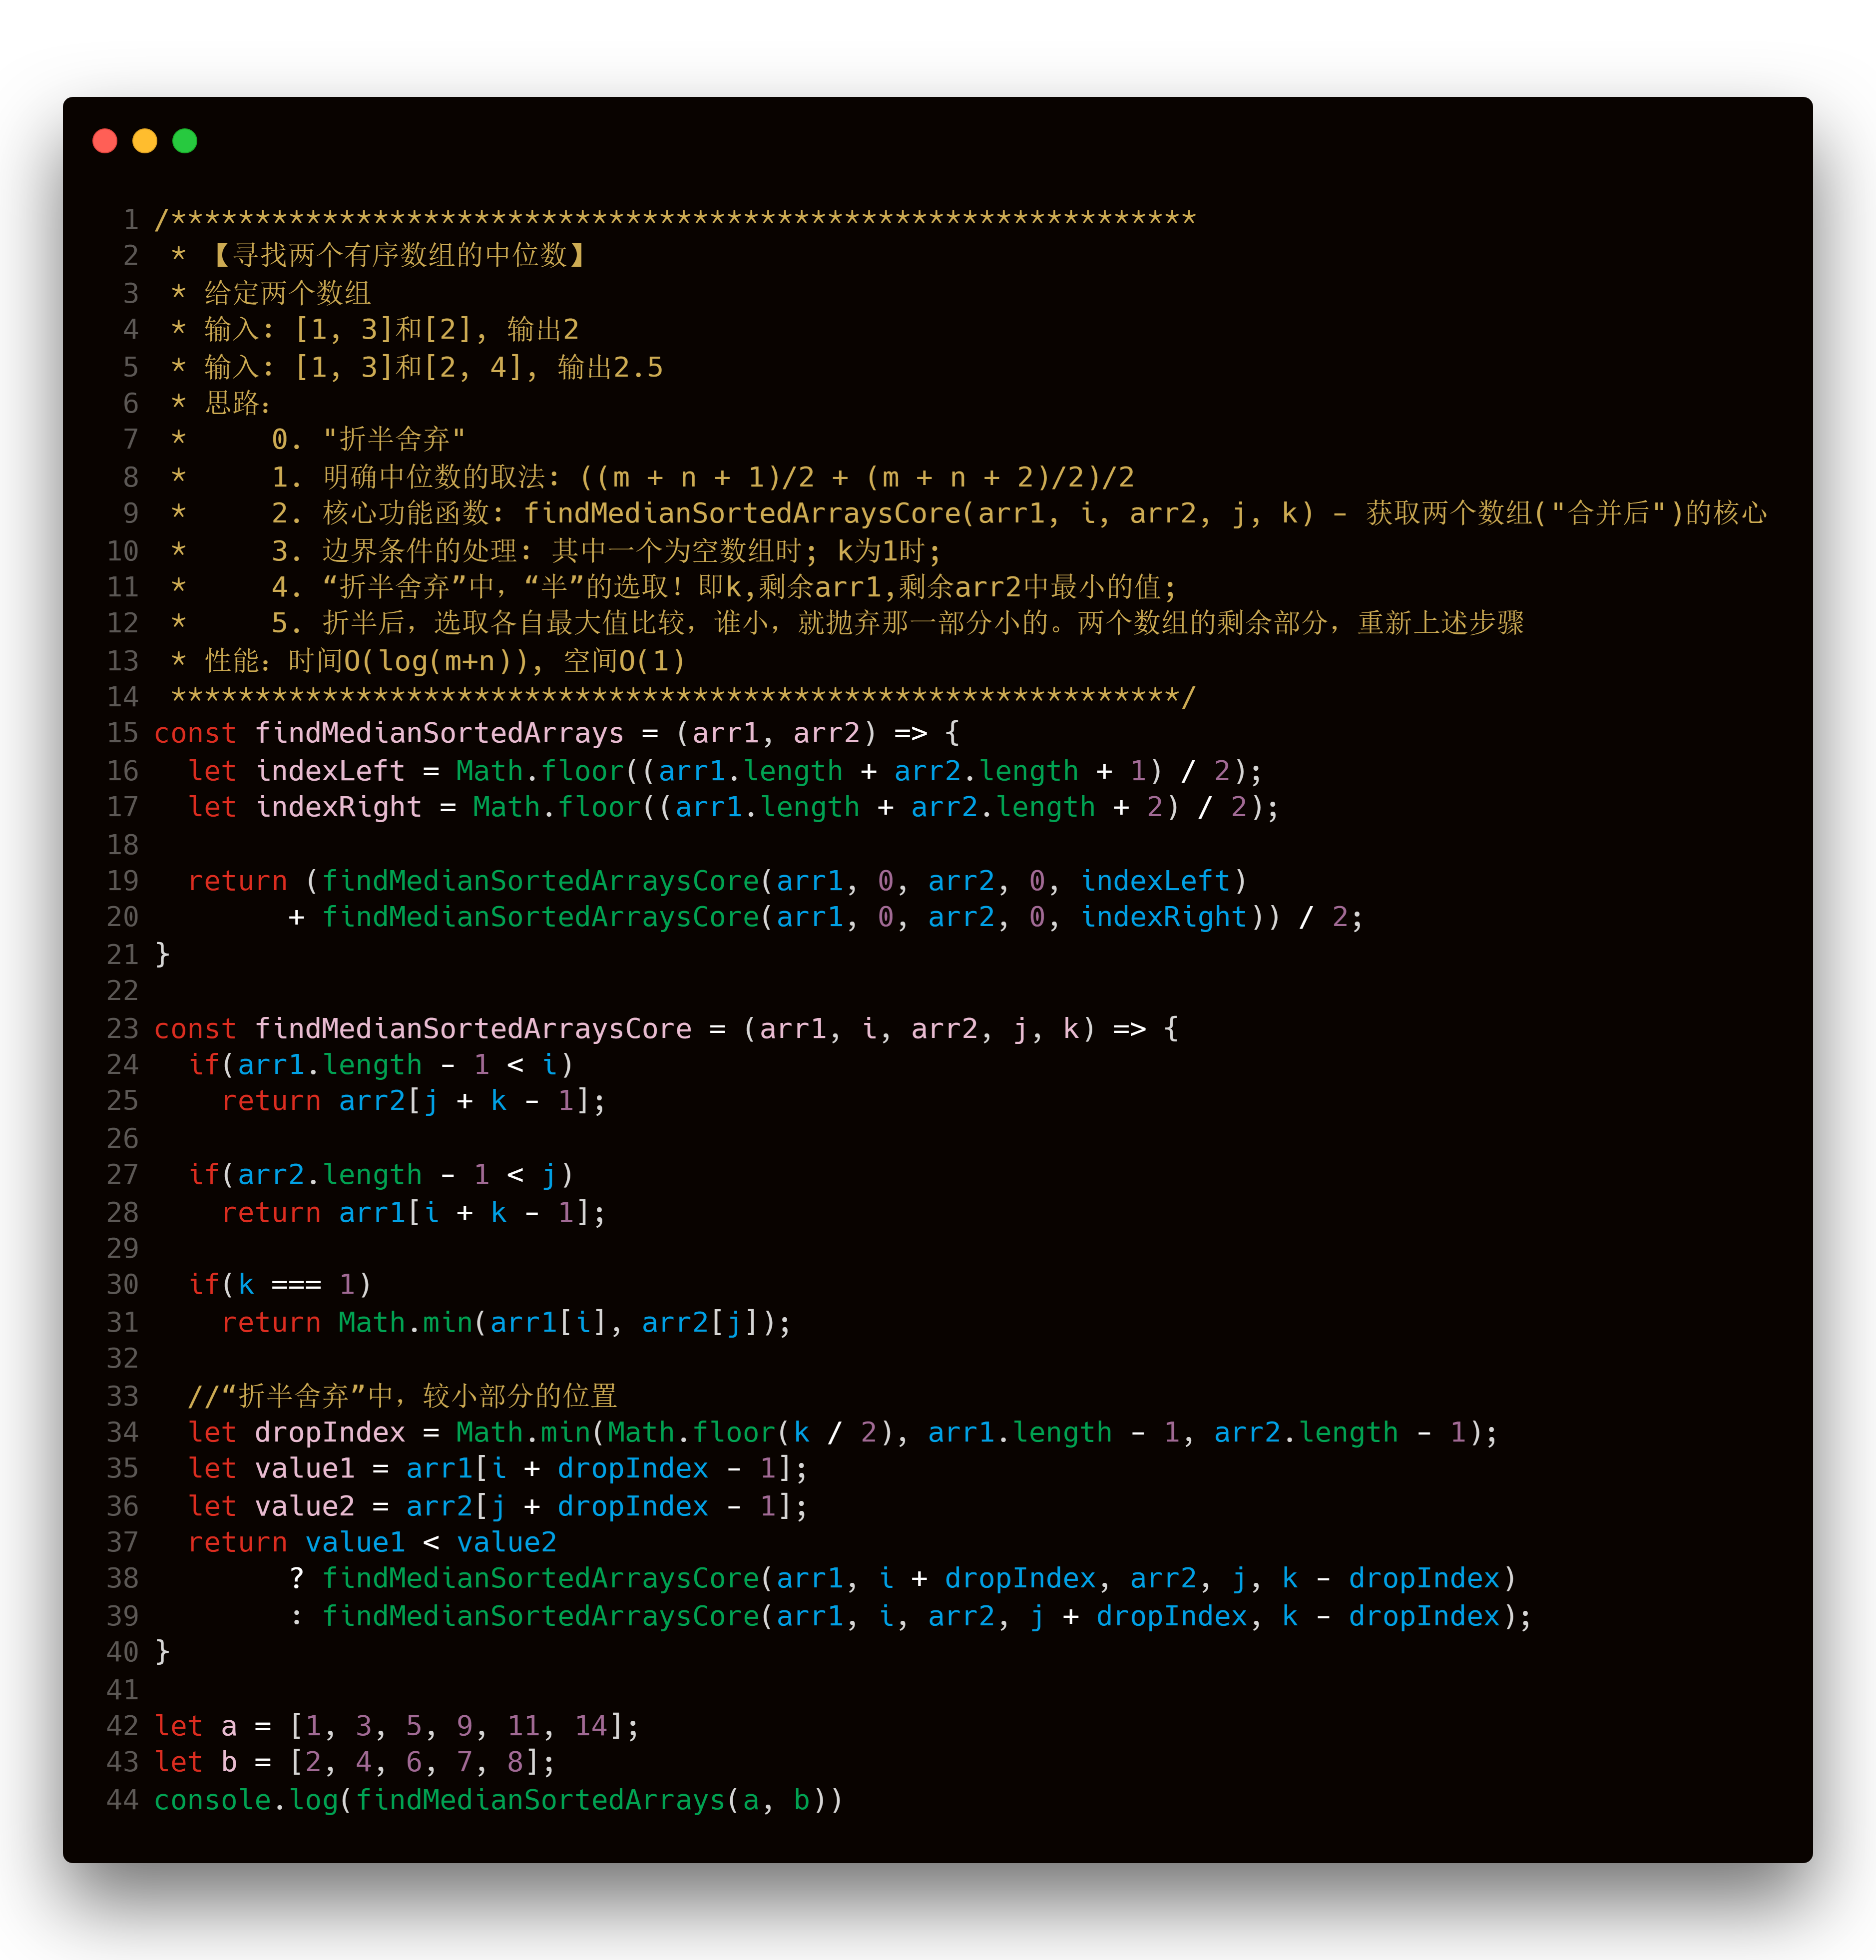 1 /*************************************************************
2 * 【寻找两个有序数组的中位数】
3 * 给定两个数组
4 * 输入: [1, 3]和[2], 输出2
5 * 输入: [1, 3]和[2, 4], 输出2.5
6 * 思路:
7 *     0. "折半舍弃"
8 *     1. 明确中位数的取法: ((m + n + 1)/2 + (m + n + 2)/2)/2
9 *     2. 核心功能函数: findMedianSortedArraysCore(arr1, i, arr2, j, k) - 获取两个数组("合并后")的核心
10 *     3. 边界条件的处理: 其中一个为空数组时; k为1时;
11 *     4. “折半舍弃”中，“半”的选取！即k,剩余arr1,剩余arr2中最小的值;
12 *     5. 折半后，选取各自最大值比较，谁小，就抛弃那一部分小的。两个数组的剩余部分，重新上述步骤
13 * 性能: 时间O(log(m+n)), 空间O(1)
14 ************************************************************/
15 const findMedianSortedArrays = (arr1, arr2) => {
16   let indexLeft = Math.floor((arr1.length + arr2.length + 1) / 2);
17   let indexRight = Math.floor((arr1.length + arr2.length + 2) / 2);
18
19   return (findMedianSortedArraysCore(arr1, 0, arr2, 0, indexLeft)
20         + findMedianSortedArraysCore(arr1, 0, arr2, 0, indexRight)) / 2;
21 }
22
23 const findMedianSortedArraysCore = (arr1, i, arr2, j, k) => {
24   if(arr1.length - 1 < i)
25     return arr2[j + k - 1];
26
27   if(arr2.length - 1 < j)
28     return arr1[i + k - 1];
29
30   if(k === 1)
31     return Math.min(arr1[i], arr2[j]);
32
33   //“折半舍弃”中，较小部分的位置
34   let dropIndex = Math.min(Math.floor(k / 2), arr1.length - 1, arr2.length - 1);
35   let value1 = arr1[i + dropIndex - 1];
36   let value2 = arr2[j + dropIndex - 1];
37   return value1 < value2
38         ? findMedianSortedArraysCore(arr1, i + dropIndex, arr2, j, k - dropIndex)
39         : findMedianSortedArraysCore(arr1, i, arr2, j + dropIndex, k - dropIndex);
40 }
41
42 let a = [1, 3, 5, 9, 11, 14];
43 let b = [2, 4, 6, 7, 8];
44 console.log(findMedianSortedArrays(a, b))